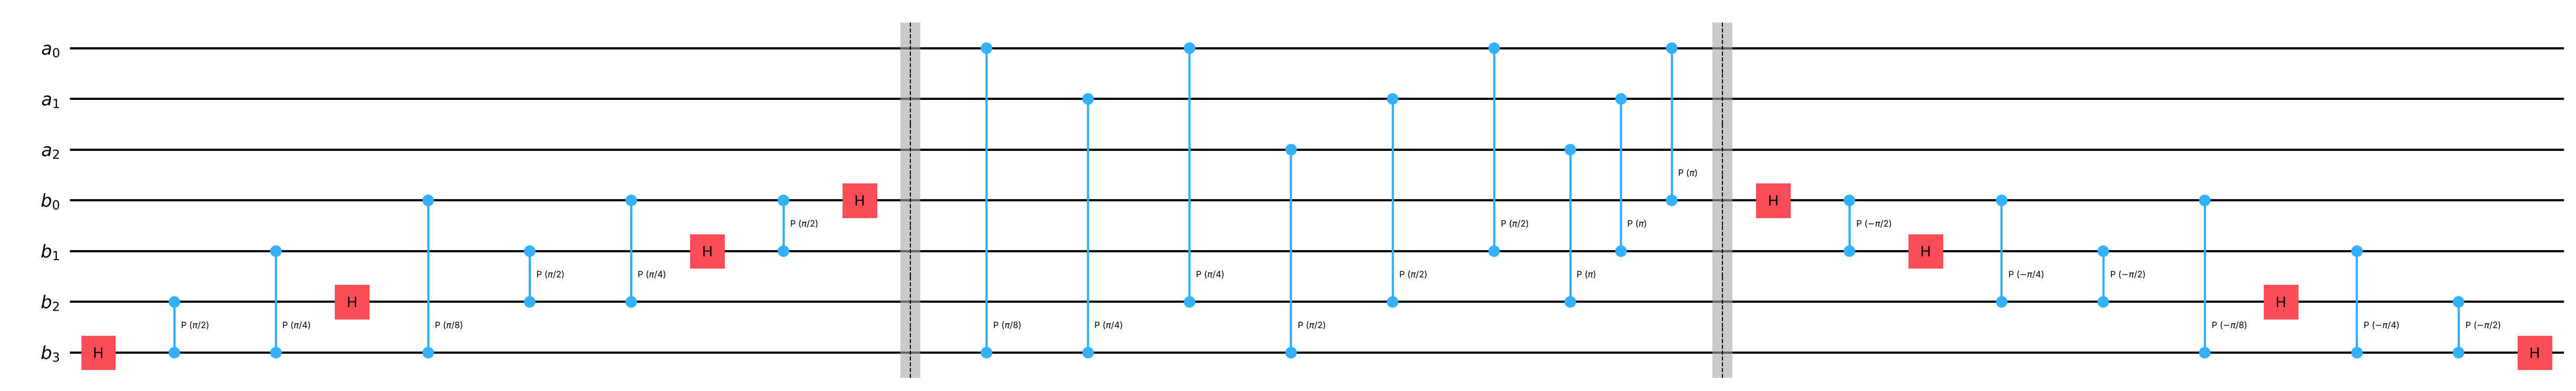 a₀
P (π)
a₁
a₂
b₀ H P (π/2) P (π/2) P (π) H P (−π/2)
b₁ H P (π/2) P (π/4) P (π/4) P (π/2) P (π) H P (−π/4) P (−π/2)
b₂ H P (π/2) P (π/4) P (π/8) P (π/8) P (π/4) P (π/2) H P (−π/8) P (−π/4) P (−π/2)
b₃ H H